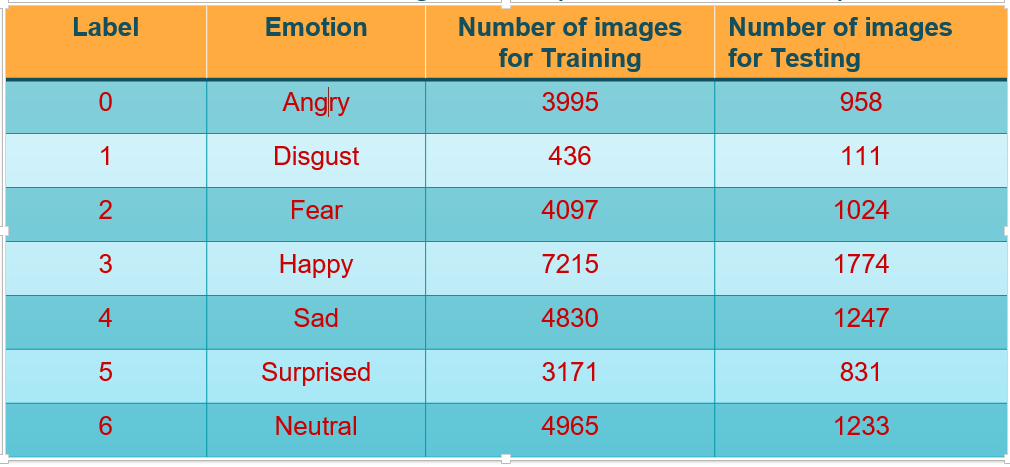 Label Emotion Number of images for Training Number of images for Testing
0 Angry 3995 958
1 Disgust 436 111
2 Fear 4097 1024
3 Happy 7215 1774
4 Sad 4830 1247
5 Surprised 3171 831
6 Neutral 4965 1233